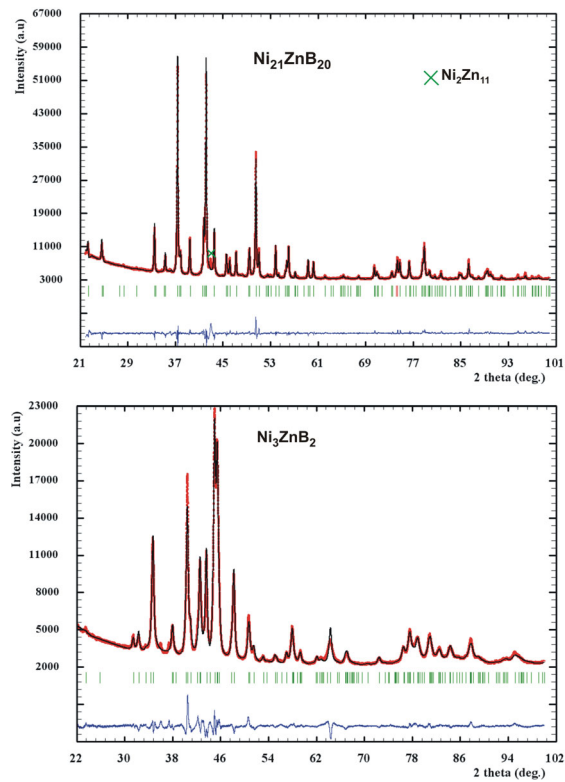 67000
59000
51000
43000
35000
27000
19000
11000
3000
Intensity (a.u)
Ni21ZnB20
Ni2Zn11
21 29 37 45 53 61 69 77 85 93 101
2 theta (deg.)
23000
20000
17000
14000
11000
8000
5000
2000
Intensity (a.u)
Ni3ZnB2
22 30 38 46 54 62 70 78 86 94 102
2 theta (deg.)